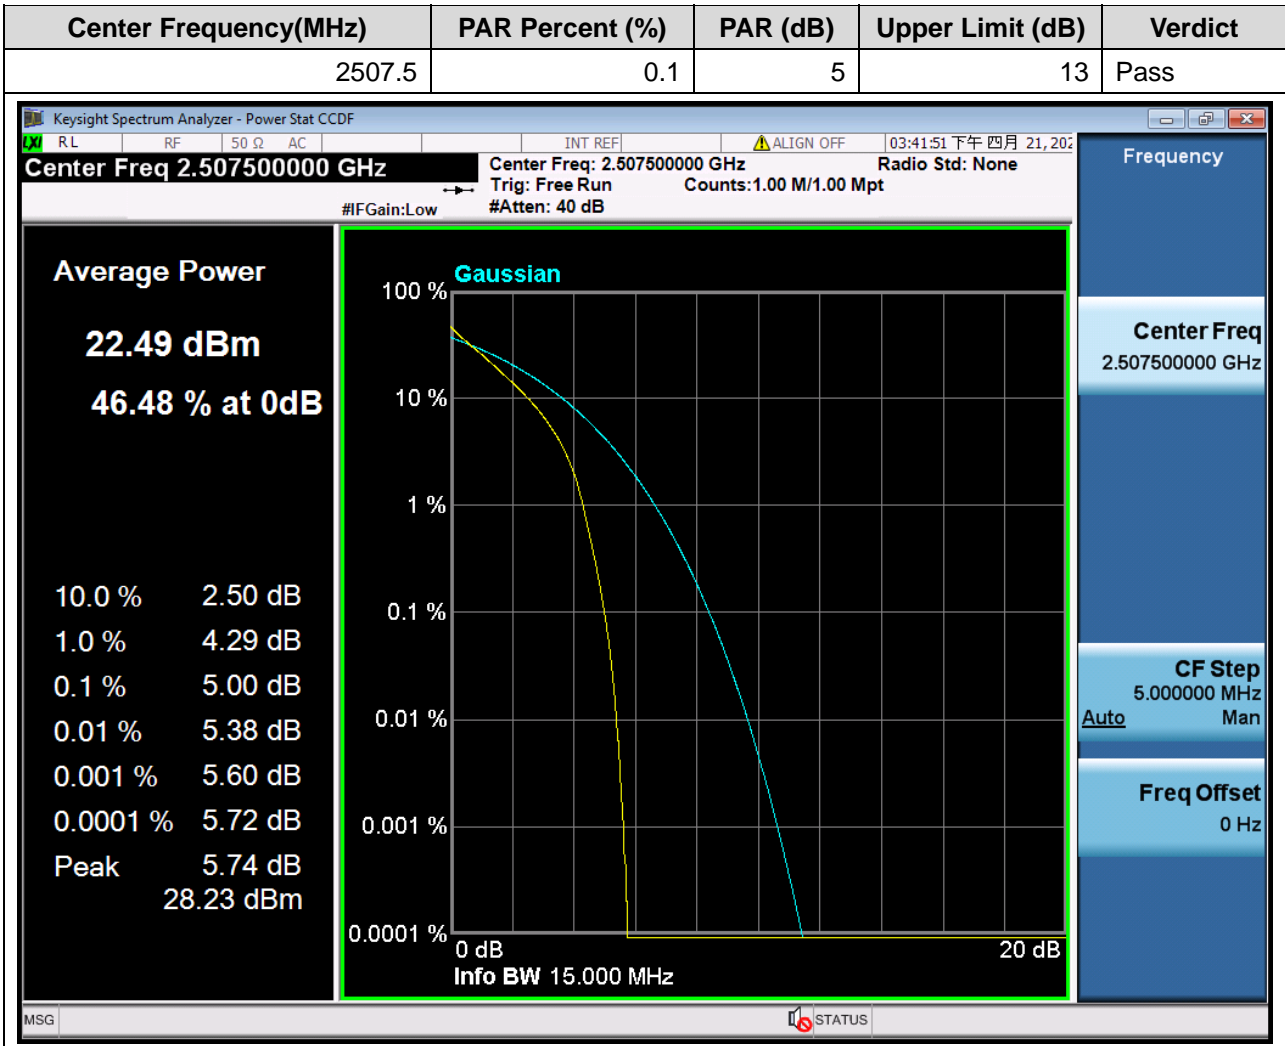 Center Frequency(MHz) PAR Percent (%) PAR (dB) Upper Limit (dB) Verdict
2507.5 0.1 5 13 Pass
Keysight Spectrum Analyzer - Power Stat CCDF
LXI RL RF 50 Ω AC INT REF ALIGN OFF 03:41:51 下午 四月 21, 202
Center Freq 2.507500000 GHz
Center Freq: 2.507500000 GHz Radio Std: None
Trig: Free Run Counts:1.00 M/1.00 Mpt
#IFGain:Low #Atten: 40 dB
Frequency
Average Power
22.49 dBm
46.48 % at 0dB
10.0 % 2.50 dB
1.0 % 4.29 dB
0.1 % 5.00 dB
0.01 % 5.38 dB
0.001 % 5.60 dB
0.0001 % 5.72 dB
Peak 5.74 dB
28.23 dBm
Gaussian
100 %
10 %
1 %
0.1 %
0.01 %
0.001 %
0.0001 %
0 dB 20 dB
Info BW 15.000 MHz
Center Freq
2.507500000 GHz
CF Step
5.000000 MHz
Auto Man
Freq Offset
0 Hz
MSG STATUS